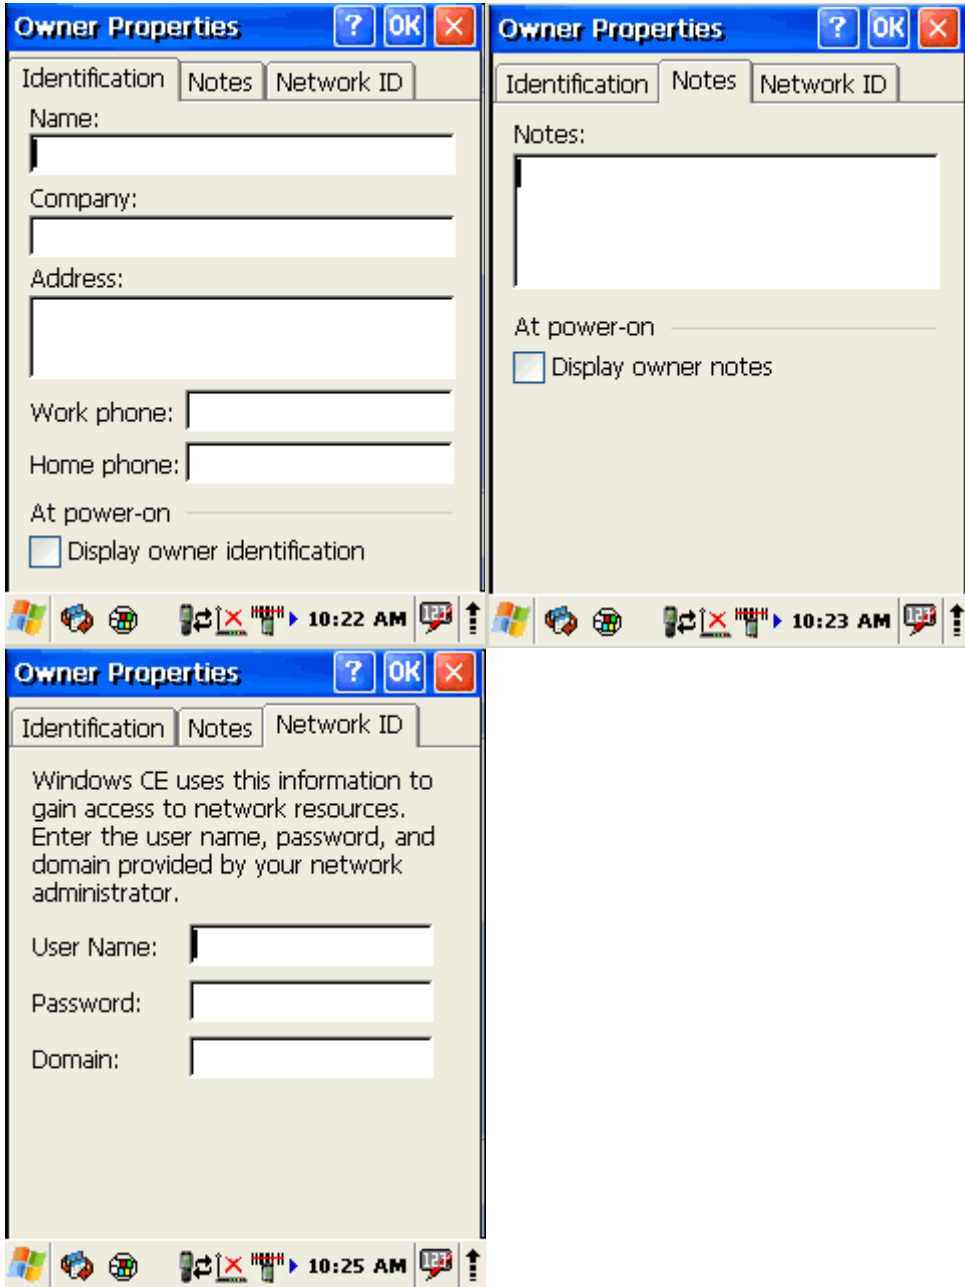 Owner Properties ? OK ×
Identification Notes Network ID
Name:
Company:
Address:
Work phone:
Home phone:
At power-on
Display owner identification
10:22 AM 123
Owner Properties ? OK ×
Identification Notes Network ID
Notes:
At power-on
Display owner notes
10:23 AM 123
Owner Properties ? OK ×
Identification Notes Network ID
Windows CE uses this information to
gain access to network resources.
Enter the user name, password, and
domain provided by your network
administrator.
User Name:
Password:
Domain:
10:25 AM 123